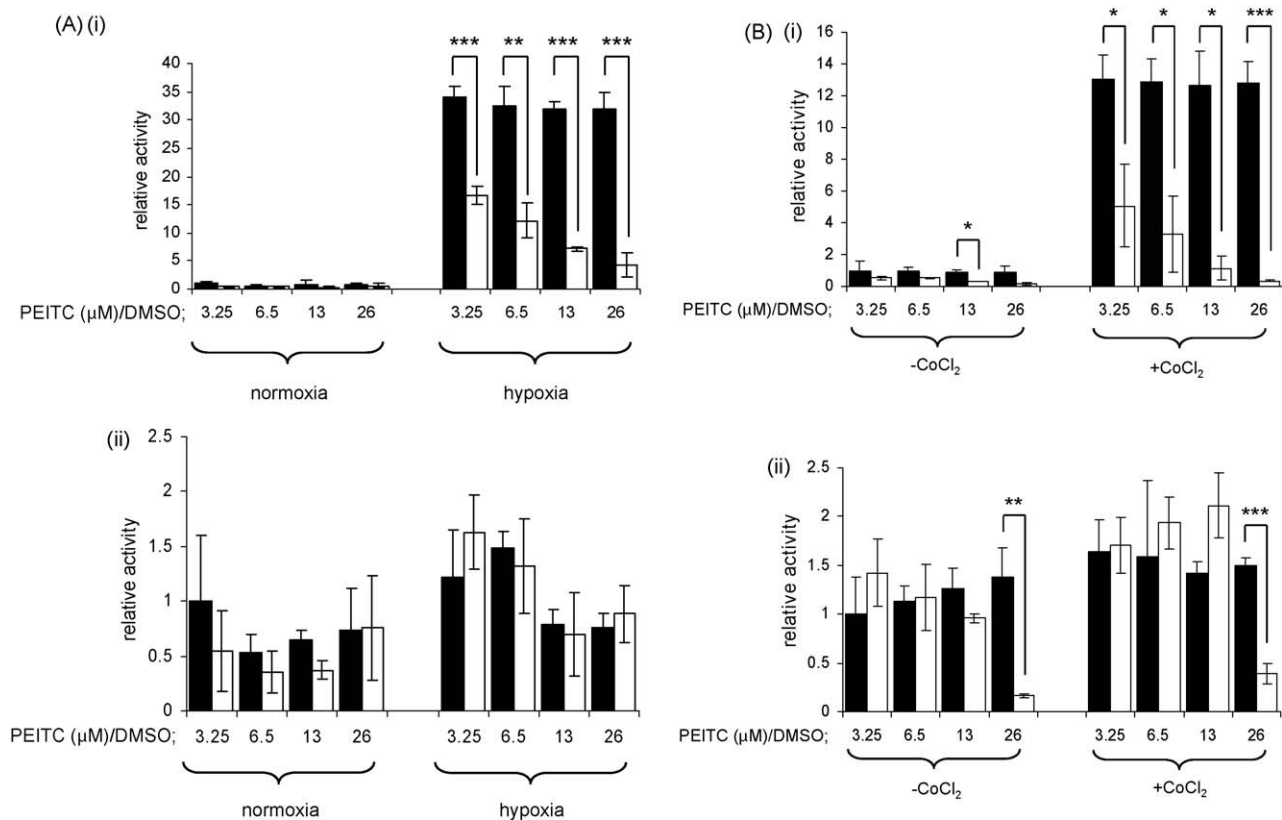 (A) (i)
*** ** *** ***
40
35
30
25
20
15
10
5
0
relative activity
PEITC (μM)/DMSO; 3.25 6.5 13 26 3.25 6.5 13 26
normoxia hypoxia
(B) (i)
* * * ***
16
14
12
10
8
6
4
2
0
relative activity
*
PEITC (μM)/DMSO; 3.25 6.5 13 26 3.25 6.5 13 26
-CoCl₂ +CoCl₂
(ii)
2.5
2
1.5
1
0.5
0
relative activity
PEITC (μM)/DMSO; 3.25 6.5 13 26 3.25 6.5 13 26
normoxia hypoxia
(ii)
2.5
2
1.5
1
0.5
0
relative activity
** ***
PEITC (μM)/DMSO; 3.25 6.5 13 26 3.25 6.5 13 26
-CoCl₂ +CoCl₂